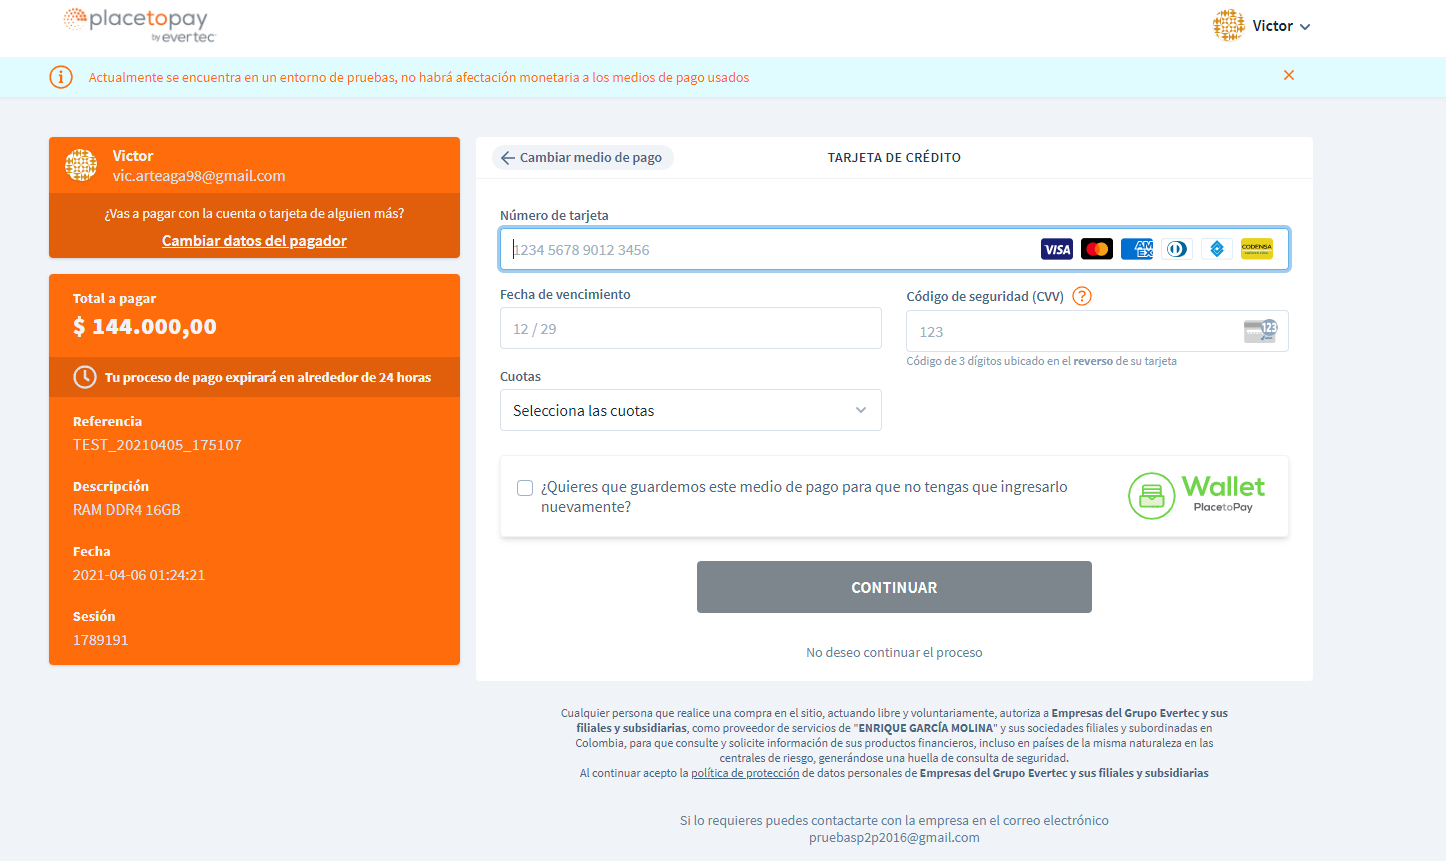 placetopay
by evertec
Victor
Actualmente se encuentra en un entorno de pruebas, no habrá afectación monetaria a los medios de pago usados
Victor
vic.arteaga98@gmail.com
¿Vas a pagar con la cuenta o tarjeta de alguien más?
Cambiar datos del pagador
Total a pagar
$ 144.000,00
Tu proceso de pago expirará en alrededor de 24 horas
Referencia
TEST_20210405_175107
Descripción
RAM DDR4 16GB
Fecha
2021-04-06 01:24:21
Sesión
1789191
Cambiar medio de pago
TARJETA DE CRÉDITO
Número de tarjeta
1234 5678 9012 3456
VISA
AM
EX
CODENSA
Fecha de vencimiento
12 / 29
Código de seguridad (CVV) ?
123
123
Código de 3 dígitos ubicado en el reverso de su tarjeta
Cuotas
Selecciona las cuotas
¿Quieres que guardemos este medio de pago para que no tengas que ingresarlo
nuevamente?
Wallet
PlacetoPay
CONTINUAR
No deseo continuar el proceso
Cualquier persona que realice una compra en el sitio, actuando libre y voluntariamente, autoriza a Empresas del Grupo Evertec y sus
filiales y subsidiarias, como proveedor de servicios de "ENRIQUE GARCÍA MOLINA" y sus sociedades filiales y subordinadas en
Colombia, para que consulte y solicite información de sus productos financieros, incluso en países de la misma naturaleza en las
centrales de riesgo, generándose una huella de consulta de seguridad.
Al continuar acepto la política de protección de datos personales de Empresas del Grupo Evertec y sus filiales y subsidiarias
Si lo requieres puedes contactarte con la empresa en el correo electrónico
pruebasp2p2016@gmail.com